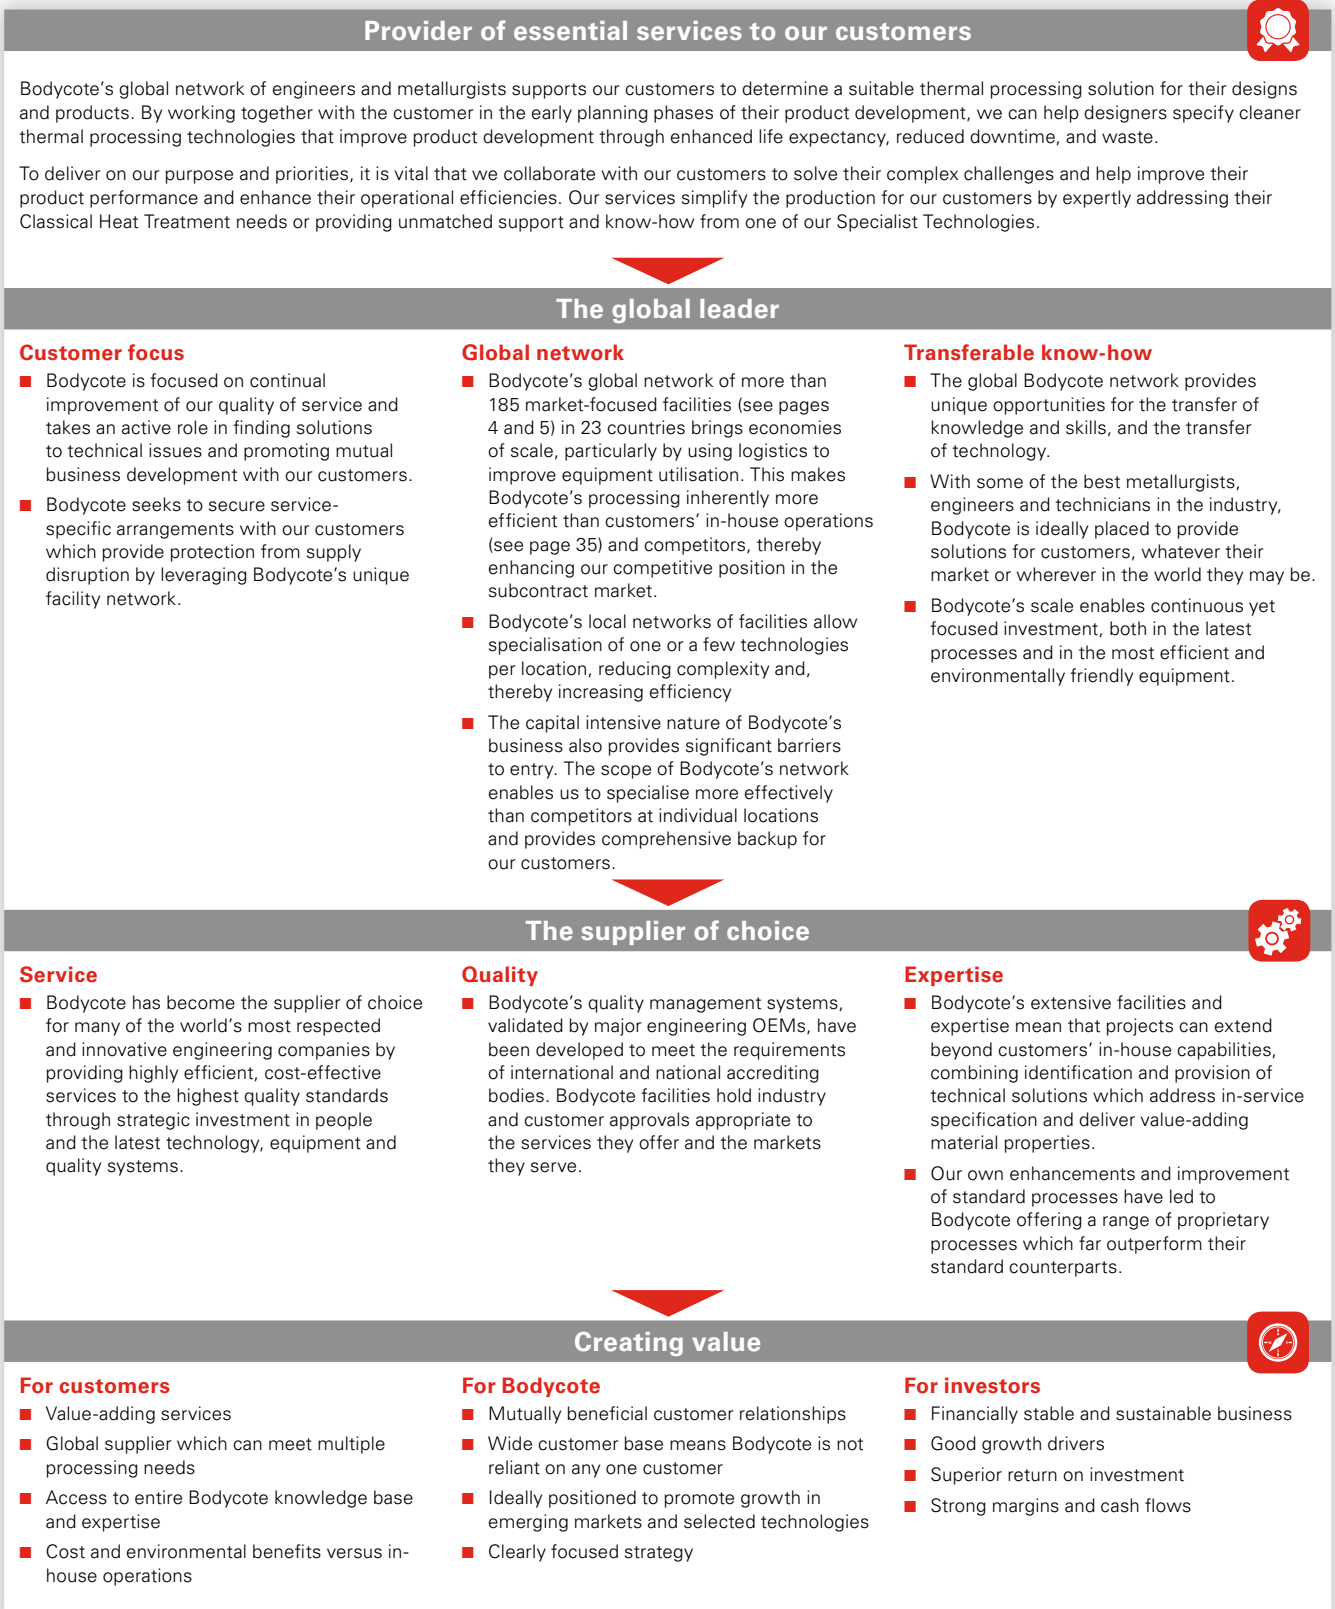 Provider of essential services to our customers
Bodycote’s global network of engineers and metallurgists supports our customers to determine a suitable thermal processing solution for their designs
and products. By working together with the customer in the early planning phases of their product development, we can help designers specify cleaner
thermal processing technologies that improve product development through enhanced life expectancy, reduced downtime, and waste.
To deliver on our purpose and priorities, it is vital that we collaborate with our customers to solve their complex challenges and help improve their
product performance and enhance their operational efficiencies. Our services simplify the production for our customers by expertly addressing their
Classical Heat Treatment needs or providing unmatched support and know-how from one of our Specialist Technologies.
The global leader
Customer focus
■ Bodycote is focused on continual
improvement of our quality of service and
takes an active role in finding solutions
to technical issues and promoting mutual
business development with our customers.
■ Bodycote seeks to secure service-
specific arrangements with our customers
which provide protection from supply
disruption by leveraging Bodycote’s unique
facility network.
Global network
■ Bodycote’s global network of more than
185 market-focused facilities (see pages
4 and 5) in 23 countries brings economies
of scale, particularly by using logistics to
improve equipment utilisation. This makes
Bodycote’s processing inherently more
efficient than customers’ in-house operations
(see page 35) and competitors, thereby
enhancing our competitive position in the
subcontract market.
■ Bodycote’s local networks of facilities allow
specialisation of one or a few technologies
per location, reducing complexity and,
thereby increasing efficiency
■ The capital intensive nature of Bodycote’s
business also provides significant barriers
to entry. The scope of Bodycote’s network
enables us to specialise more effectively
than competitors at individual locations
and provides comprehensive backup for
our customers.
Transferable know-how
■ The global Bodycote network provides
unique opportunities for the transfer of
knowledge and skills, and the transfer
of technology.
■ With some of the best metallurgists,
engineers and technicians in the industry,
Bodycote is ideally placed to provide
solutions for customers, whatever their
market or wherever in the world they may be.
■ Bodycote’s scale enables continuous yet
focused investment, both in the latest
processes and in the most efficient and
environmentally friendly equipment.
The supplier of choice
Service
■ Bodycote has become the supplier of choice
for many of the world’s most respected
and innovative engineering companies by
providing highly efficient, cost-effective
services to the highest quality standards
through strategic investment in people
and the latest technology, equipment and
quality systems.
Quality
■ Bodycote’s quality management systems,
validated by major engineering OEMs, have
been developed to meet the requirements
of international and national accrediting
bodies. Bodycote facilities hold industry
and customer approvals appropriate to
the services they offer and the markets
they serve.
Expertise
■ Bodycote’s extensive facilities and
expertise mean that projects can extend
beyond customers’ in-house capabilities,
combining identification and provision of
technical solutions which address in-service
specification and deliver value-adding
material properties.
■ Our own enhancements and improvement
of standard processes have led to
Bodycote offering a range of proprietary
processes which far outperform their
standard counterparts.
Creating value
For customers
■ Value-adding services
■ Global supplier which can meet multiple
processing needs
■ Access to entire Bodycote knowledge base
and expertise
■ Cost and environmental benefits versus in-
house operations
For Bodycote
■ Mutually beneficial customer relationships
■ Wide customer base means Bodycote is not
reliant on any one customer
■ Ideally positioned to promote growth in
emerging markets and selected technologies
■ Clearly focused strategy
For investors
■ Financially stable and sustainable business
■ Good growth drivers
■ Superior return on investment
■ Strong margins and cash flows